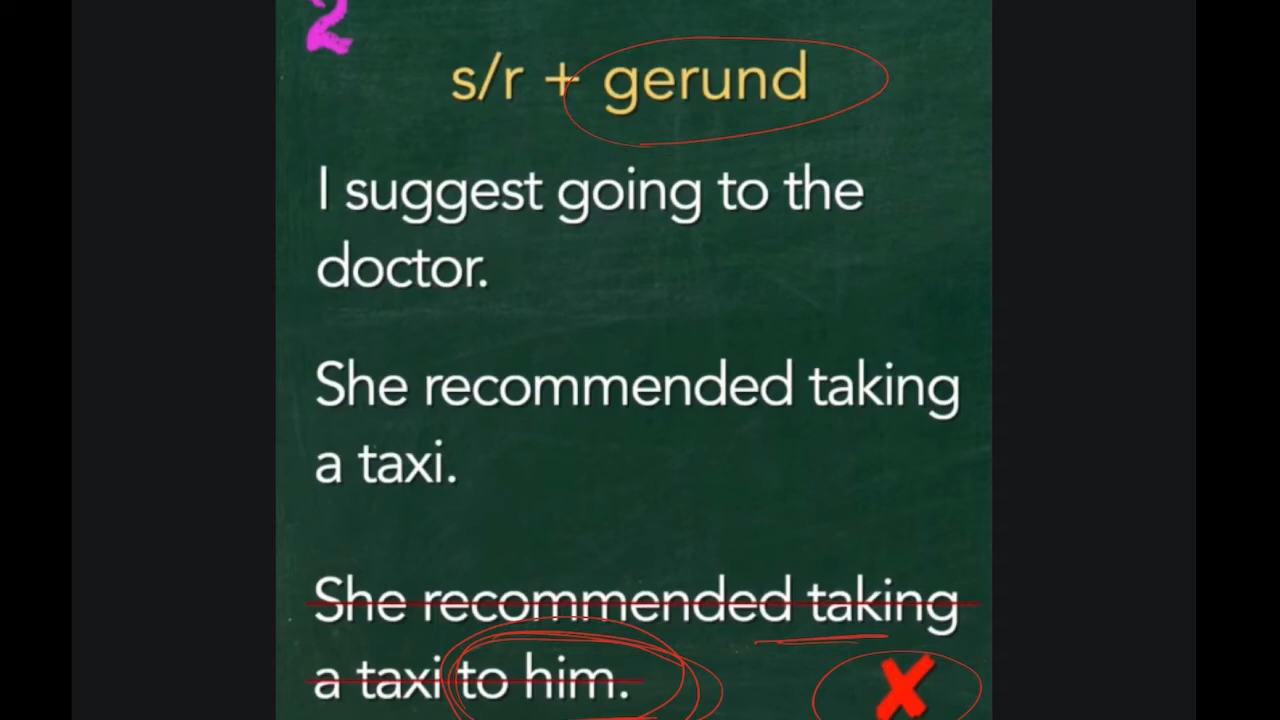 2
s/r + gerund
I suggest going to the
doctor.
She recommended taking
a taxi.
She recommended taking
a taxi to him.